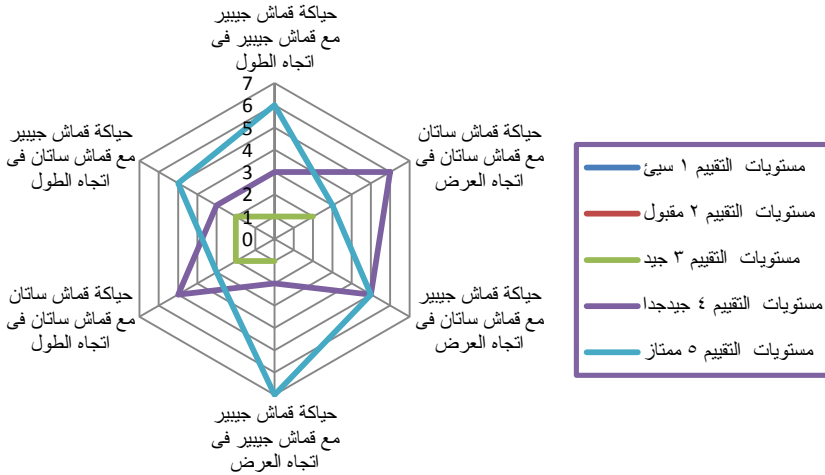 حياكة قماش جيبير
مع قماش جيبير فى
اتجاه الطول
7
6
5
4
3
2
1
0
حياكة قماش ساتان
مع قماش ساتان فى
اتجاه العرض
حياكة قماش جيبير
مع قماش ساتان فى
اتجاه العرض
حياكة قماش جيبير
مع قماش جيبير فى
اتجاه العرض
حياكة قماش ساتان
مع قماش ساتان فى
اتجاه الطول
حياكة قماش جيبير
مع قماش ساتان فى
اتجاه الطول
مستويات التقييم ١ سيئ
مستويات التقييم ٢ مقبول
مستويات التقييم ٣ جيد
مستويات التقييم ٤ جيدجدا
مستويات التقييم ٥ ممتاز